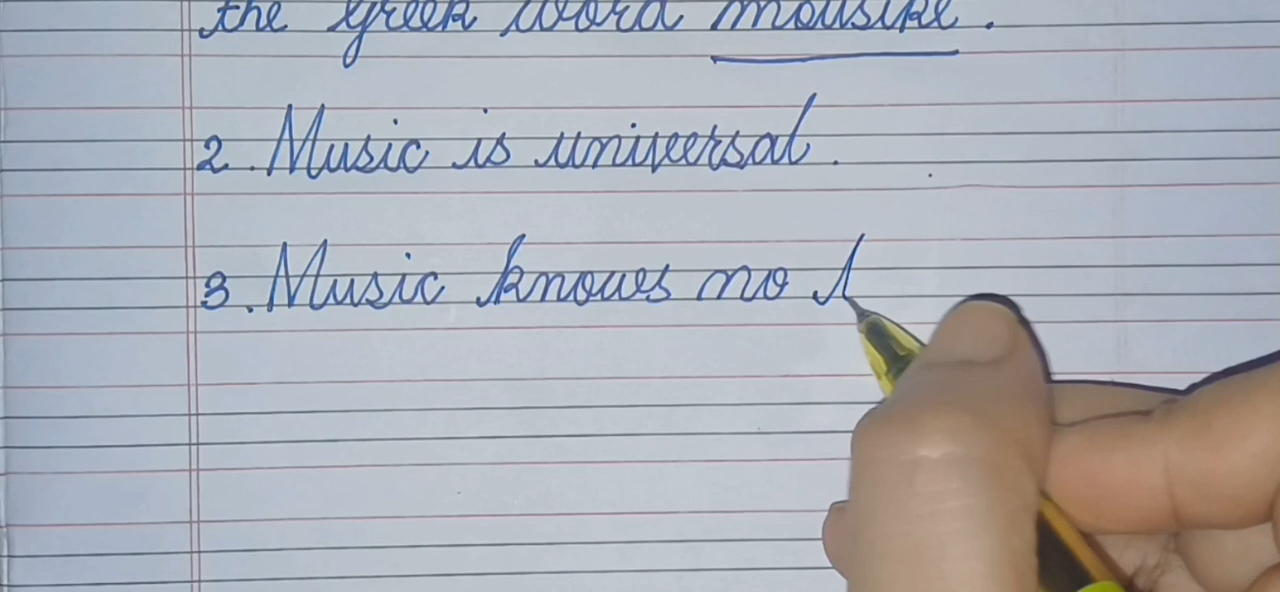 the Greek word mousike.
2. Music is universal.
3. Music knows no